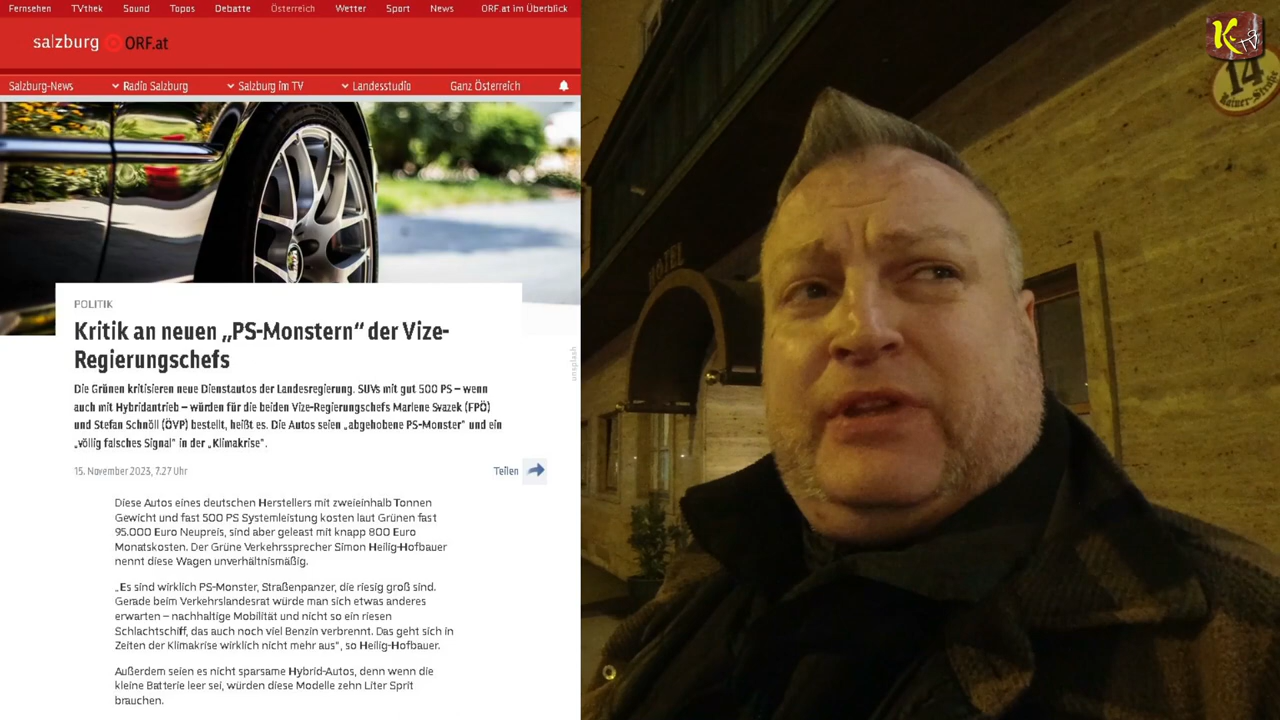 Fernsehen TVthek Sound Topos Debatte Österreich Wetter Sport News ORF.at im Überblick
salzburg ORF.at
Salzburg-News Radio Salzburg Salzburg im TV Landesstudio Ganz Österreich
POLITIK
Kritik an neuen „PS-Monstern“ der Vize-
Regierungschefs
Die Grünen kritisieren neue Dienstautos der Landesregierung. SUVs mit gut 500 PS – wenn
auch mit Hybridantrieb – würden für die beiden Vize-Regierungschefs Marlene Svazek (FPÖ)
und Stefan Schnöll (ÖVP) bestellt, heißt es. Die Autos seien „abgehobene PS-Monster“ und ein
„völlig falsches Signal“ in der „Klimakrise“.
15. November 2023, 7.27 Uhr
Teilen
unsplash
Diese Autos eines deutschen Herstellers mit zweieinhalb Tonnen
Gewicht und fast 500 PS Systemleistung kosten laut Grünen fast
95.000 Euro Neupreis, sind aber geleast mit knapp 800 Euro
Monatskosten. Der Grüne Verkehrssprecher Simon Heilig-Hofbauer
nennt diese Wagen unverhältnismäßig.
„Es sind wirklich PS-Monster, Straßenpanzer, die riesig groß sind.
Gerade beim Verkehrslandesrat würde man sich etwas anderes
erwarten – nachhaltige Mobilität und nicht so ein riesen
Schlachtschiff, das auch noch viel Benzin verbrennt. Das geht sich in
Zeiten der Klimakrise wirklich nicht mehr aus“, so Heilig-Hofbauer.
Außerdem seien es nicht sparsame Hybrid-Autos, denn wenn die
kleine Batterie leer sei, würden diese Modelle zehn Liter Sprit
brauchen.
K TV
14
Rainer-Straße
HOTEL